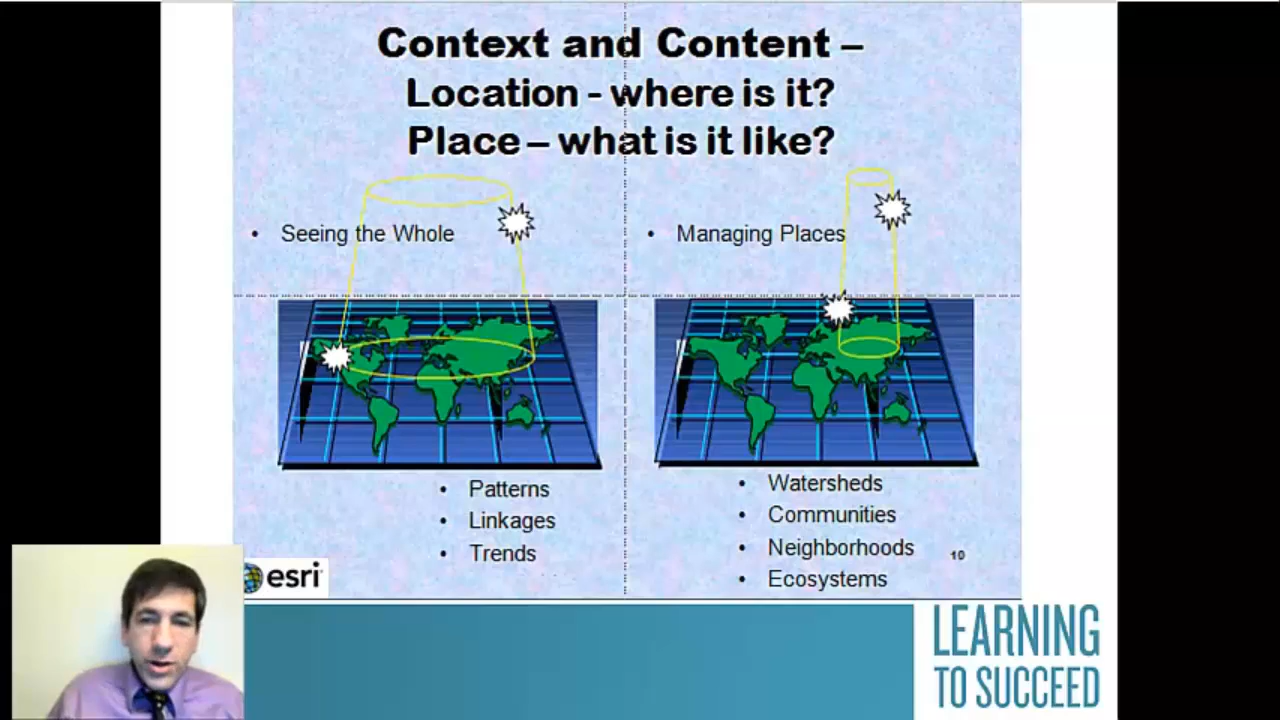 Context and Content –
Location - where is it?
Place – what is it like?
• Seeing the Whole
• Managing Places
• Patterns
• Linkages
• Trends
• Watersheds
• Communities
• Neighborhoods
• Ecosystems
10
esri
LEARNING
TO SUCCEED